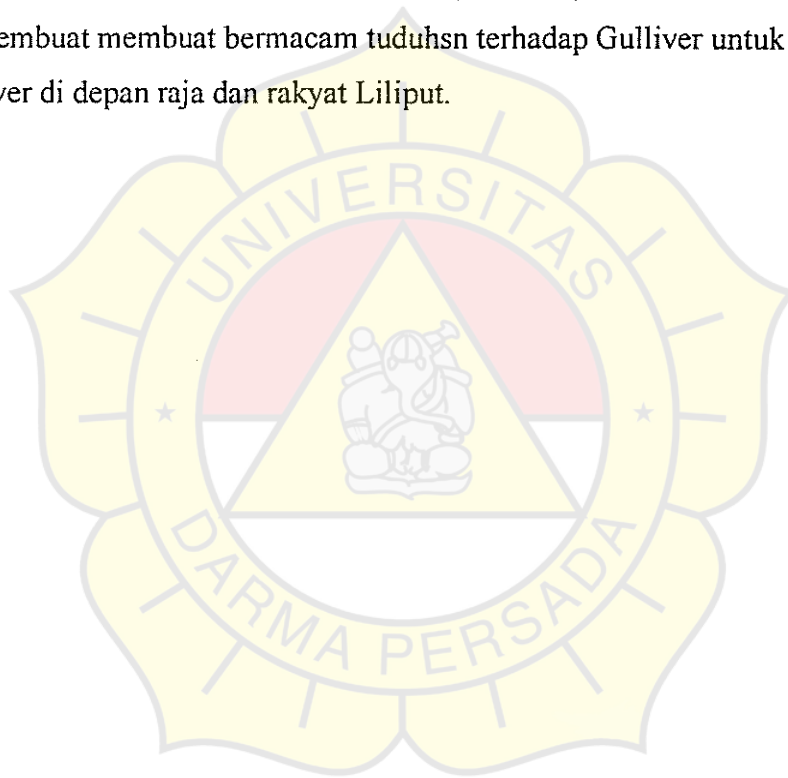 embuat membuat bermacam tuduhsn terhadap Gulliver untuk
ver di depan raja dan rakyat Liliput.
UNIVERSITAS
DARMA PERSADA